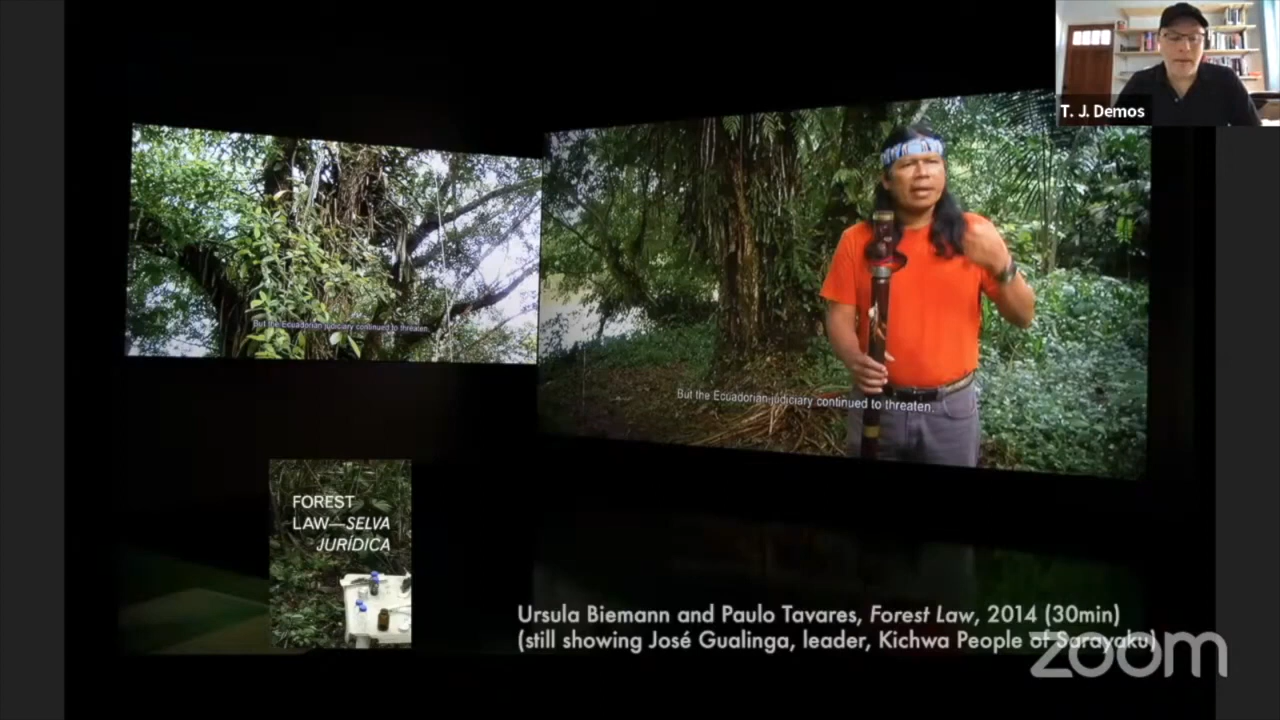 T. J. Demos
But the Ecuadorian judiciary continued to threaten.
But the Ecuadorian judiciary continued to threaten.
FOREST
LAW—SELVA
JURÍDICA
Ursula Biemann and Paulo Tavares, Forest Law, 2014 (30min)
(still showing José Gualinga, leader, Kichwa People of Sarayaku)
zoom